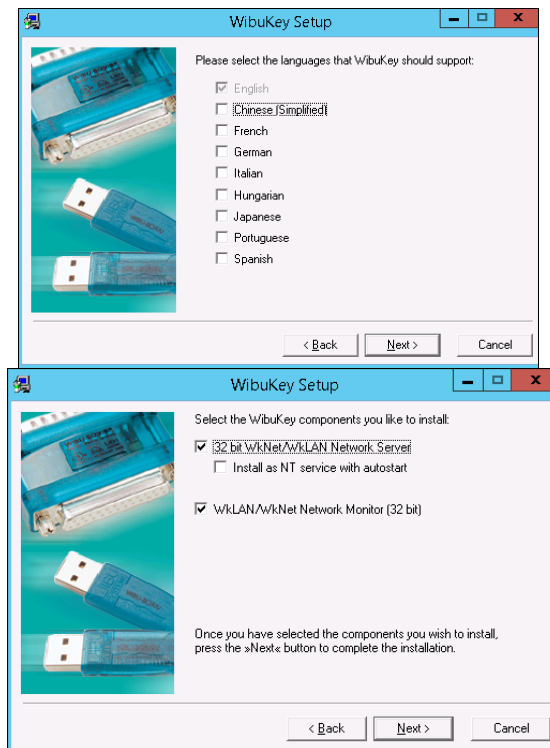 WibuKey Setup
Please select the languages that WibuKey should support:
English
Chinese (Simplified)
French
German
Italian
Hungarian
Japanese
Portuguese
Spanish
< Back
Next >
Cancel
WibuKey Setup
Select the WibuKey components you like to install:
32 bit WkNet/WkLAN Network Server
Install as NT service with autostart
WkLAN/WkNet Network Monitor (32 bit)
Once you have selected the components you wish to install,
press the »Next« button to complete the installation.
< Back
Next >
Cancel